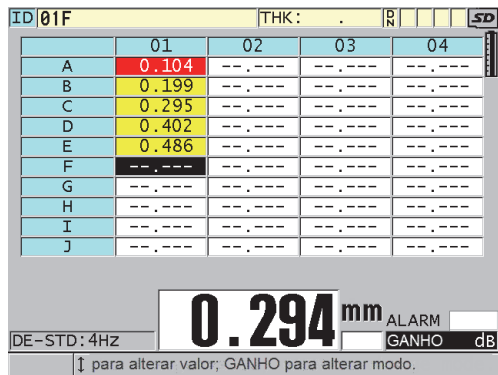 ID 01F THK: . DN SD
01 02 03 04
A 0.104 --.--- --.--- --.---
B 0.199 --.--- --.--- --.---
C 0.295 --.--- --.--- --.---
D 0.402 --.--- --.--- --.---
E 0.486 --.--- --.--- --.---
F --.--- --.--- --.--- --.---
G --.--- --.--- --.--- --.---
H --.--- --.--- --.--- --.---
I --.--- --.--- --.--- --.---
J --.--- --.--- --.--- --.---
0.294 mm ALARM
DE-STD:4Hz GANHO dB
↕ para alterar valor; GANHO para alterar modo.